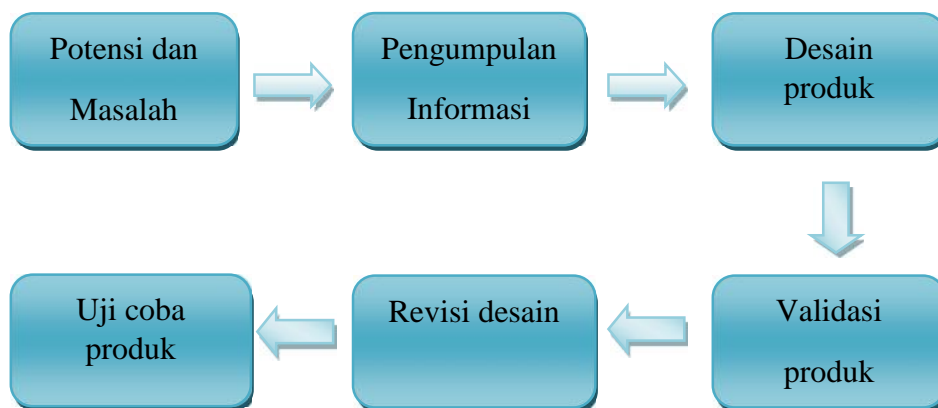 Potensi dan
Masalah
Pengumpulan
Informasi
Desain
produk
Validasi
produk
Revisi desain
Uji coba
produk